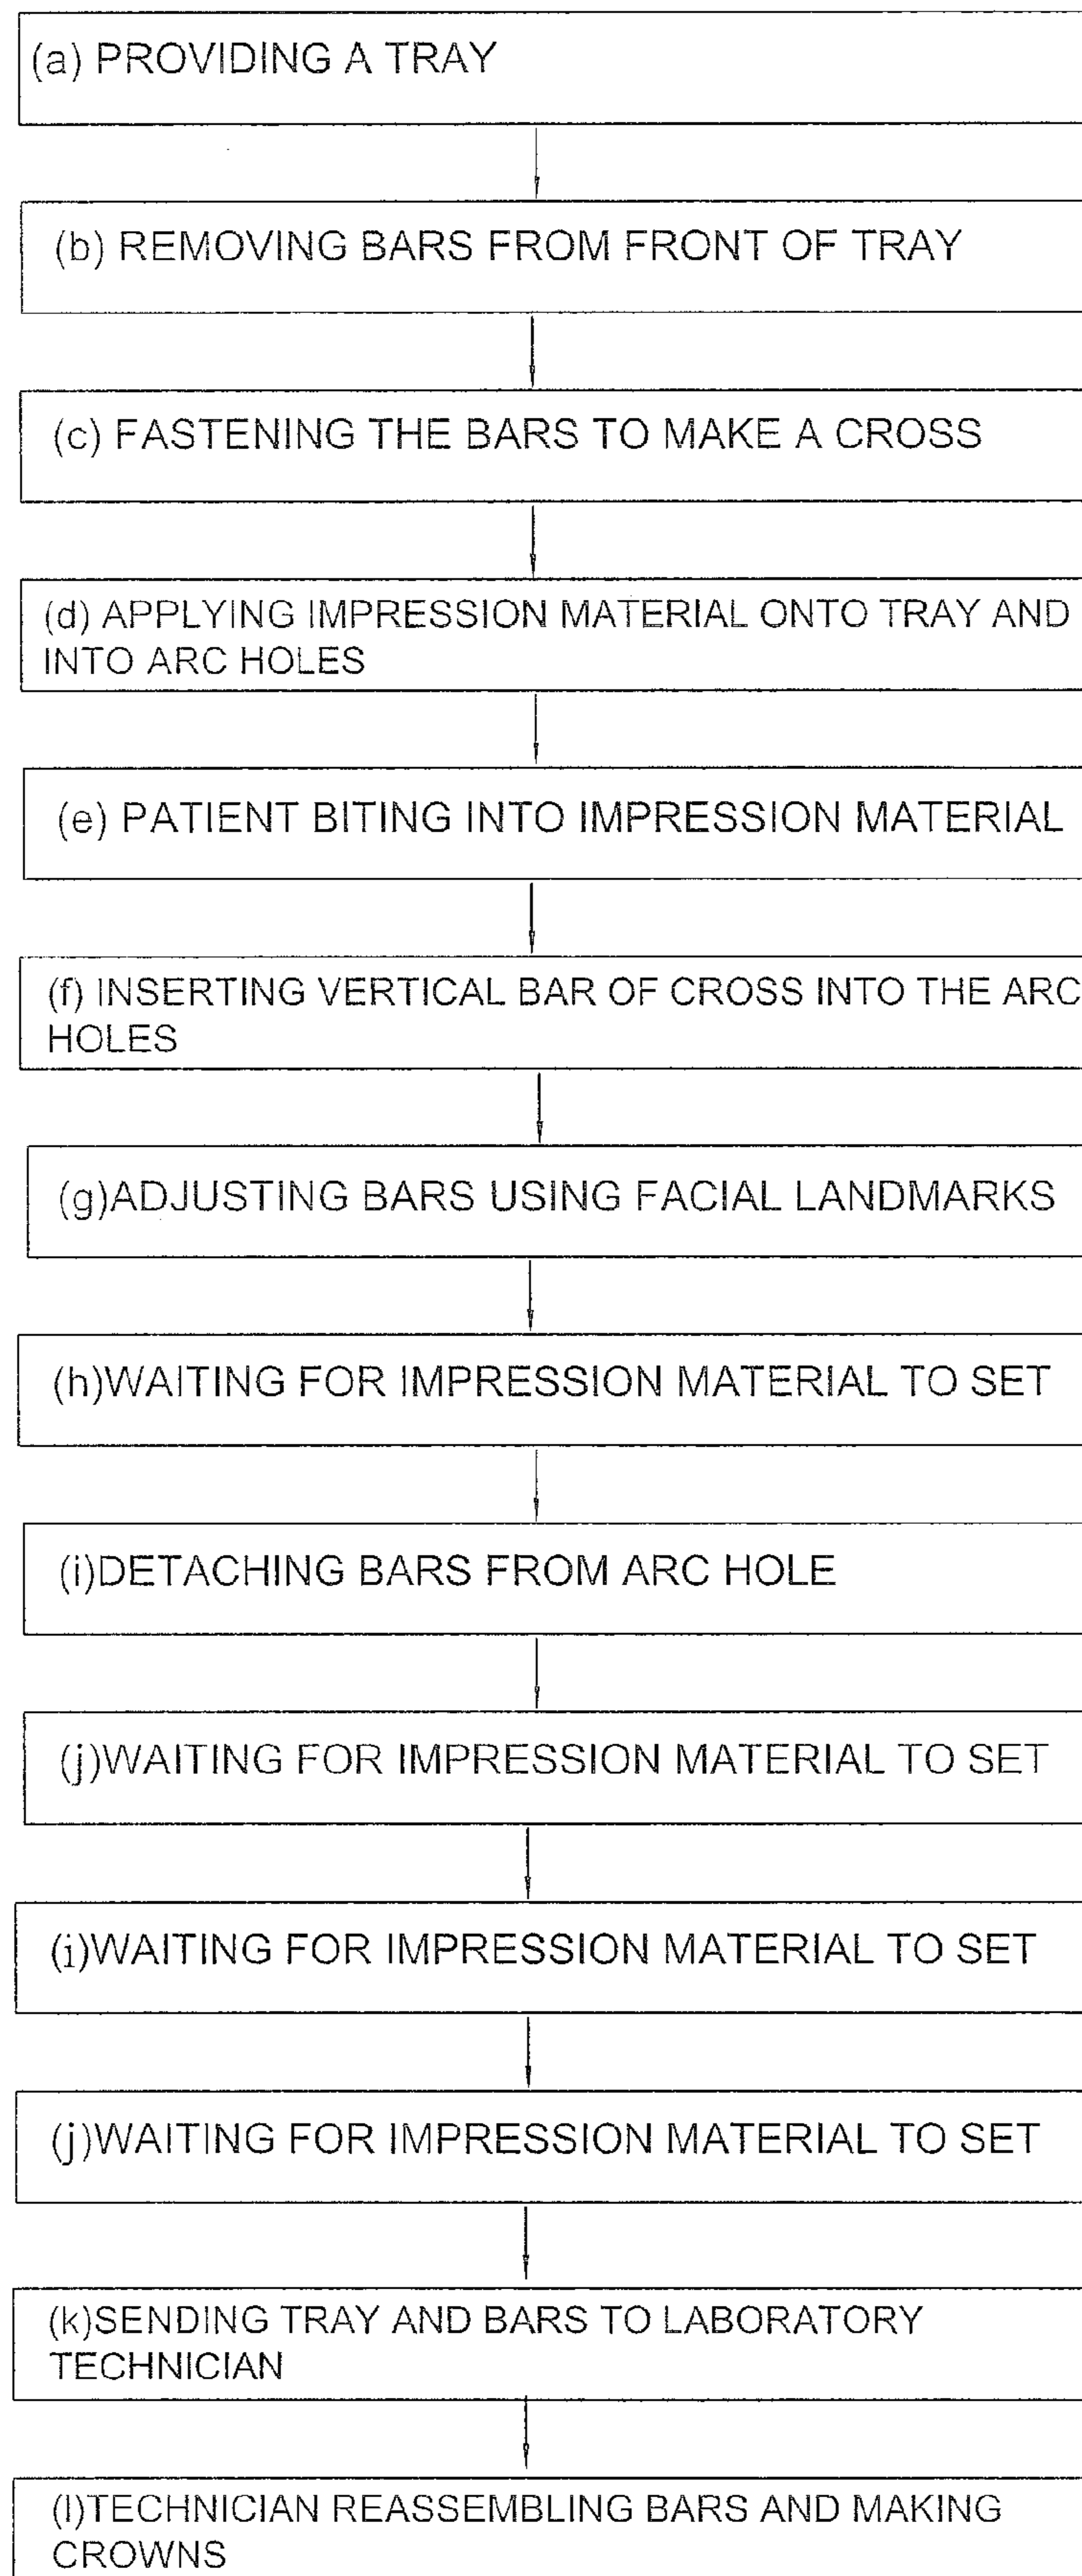 (a) PROVIDING A TRAY
(b) REMOVING BARS FROM FRONT OF TRAY
(c) FASTENING THE BARS TO MAKE A CROSS
(d) APPLYING IMPRESSION MATERIAL ONTO TRAY AND
INTO ARC HOLES
(e) PATIENT BITING INTO IMPRESSION MATERIAL
(f) INSERTING VERTICAL BAR OF CROSS INTO THE ARC
HOLES
(g)ADJUSTING BARS USING FACIAL LANDMARKS
(h)WAITING FOR IMPRESSION MATERIAL TO SET
(i)DETACHING BARS FROM ARC HOLE
(j)WAITING FOR IMPRESSION MATERIAL TO SET
(i)WAITING FOR IMPRESSION MATERIAL TO SET
(j)WAITING FOR IMPRESSION MATERIAL TO SET
(k)SENDING TRAY AND BARS TO LABORATORY
TECHNICIAN
(l)TECHNICIAN REASSEMBLING BARS AND MAKING
CROWNS